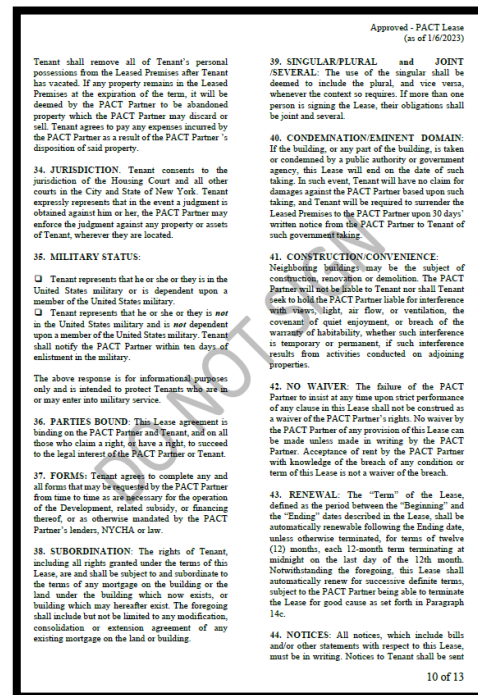 Approved - PACT Lease
(as of 1/6/2023)
Tenant shall remove all of Tenant's personal
possessions from the Leased Premises after Tenant
has vacated. If any property remains in the Leased
Premises at the expiration of the term, it will be
deemed by the PACT Partner to be abandoned
property which the PACT Partner may discard or
sell. Tenant agrees to pay any expenses incurred by
the PACT Partner as a result of the PACT Partner 's
disposition of said property.
34. JURISDICTION. Tenant consents to the
jurisdiction of the Housing Court and all other
courts in the City and State of New York. Tenant
expressly represents that in the event a judgment is
obtained against him or her, the PACT Partner may
enforce the judgment against any property or assets
of Tenant, wherever they are located.
35. MILITARY STATUS:
❑ Tenant represents that he or she or they is in the
United States military or is dependent upon a
member of the United States military.
❑ Tenant represents that he or she or they is not
in the United States military and is not dependent
upon a member of the United States military. Tenant
shall notify the PACT Partner within ten days of
enlistment in the military.
The above response is for informational purposes
only and is intended to protect Tenants who are in
or may enter into military service.
36. PARTIES BOUND: This Lease agreement is
binding on the PACT Partner and Tenant, and on all
those who claim a right, or have a right, to succeed
to the legal interest of the PACT Partner or Tenant.
37. FORMS: Tenant agrees to complete any and
all forms that may be requested by the PACT Partner
from time to time as are necessary for the operation
of the Development, related subsidy, or financing
thereof, or as otherwise mandated by the PACT
Partner's lenders, NYCHA or law.
38. SUBORDINATION: The rights of Tenant,
including all rights granted under the terms of this
Lease, are and shall be subject to and subordinate to
the terms of any mortgage on the building or the
land under the building which now exists, or
building which may hereafter exist. The foregoing
shall include but not be limited to any modification,
consolidation or extension agreement of any
existing mortgage on the land or building.
39. SINGULAR/PLURAL and JOINT
/SEVERAL: The use of the singular shall be
deemed to include the plural, and vice versa,
whenever the context so requires. If more than one
person is signing the Lease, their obligations shall
be joint and several.
40. CONDEMNATION/EMINENT DOMAIN:
If the building, or any part of the building, is taken
or condemned by a public authority or government
agency, this Lease will end on the date of such
taking. In such event, Tenant will have no claim for
damages against the PACT Partner based upon such
taking, and Tenant will be required to surrender the
Leased Premises to the PACT Partner upon 30 days'
written notice from the PACT Partner to Tenant of
such government taking.
41. CONSTRUCTION/CONVENIENCE:
Neighboring buildings may be the subject of
construction, renovation or demolition. The PACT
Partner will not be liable to Tenant nor shall Tenant
seek to hold the PACT Partner liable for interference
with views, light, air flow, or ventilation, the
covenant of quiet enjoyment, or breach of the
warranty of habitability, whether such interference
is temporary or permanent, if such interference
results from activities conducted on adjoining
properties.
42. NO WAIVER: The failure of the PACT
Partner to insist at any time upon strict performance
of any clause in this Lease shall not be construed as
a waiver of the PACT Partner's rights. No waiver by
the PACT Partner of any provision of this Lease can
be made unless made in writing by the PACT
Partner. Acceptance of rent by the PACT Partner
with knowledge of the breach of any condition or
term of this Lease is not a waiver of the breach.
43. RENEWAL: The "Term" of the Lease,
defined as the period between the "Beginning" and
the "Ending" dates described in the Lease, shall be
automatically renewable following the Ending date,
unless otherwise terminated, for terms of twelve
(12) months, each 12-month term terminating at
midnight on the last day of the 12th month.
Notwithstanding the foregoing, this Lease shall
automatically renew for successive definite terms,
subject to the PACT Partner being able to terminate
the Lease for good cause as set forth in Paragraph
14c.
44. NOTICES: All notices, which include bills
and/or other statements with respect to this Lease,
must be in writing. Notices to Tenant shall be sent
10 of 13
DO NOT SIGN